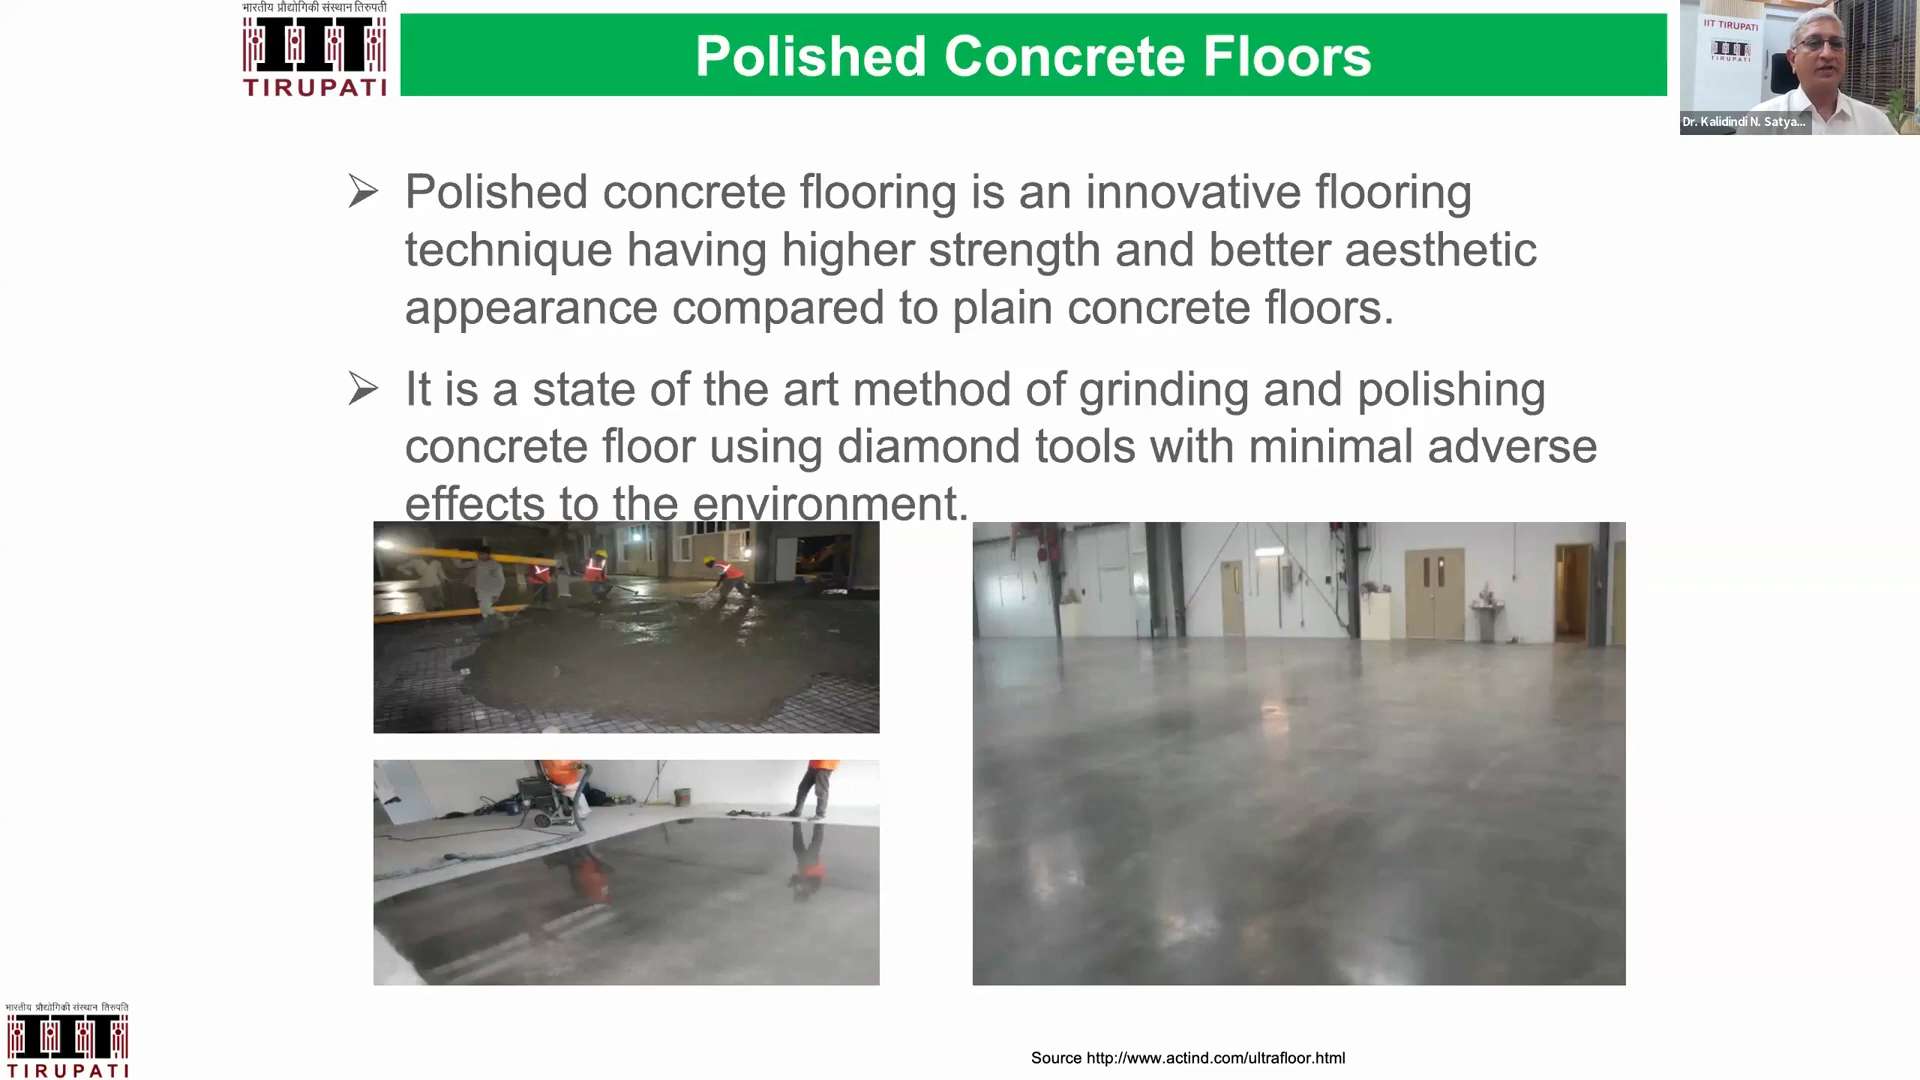 भारतीय प्रौद्योगिकी संस्थान तिरुपती
TIRUPATI
Polished Concrete Floors
IIT TIRUPATI
TIRUPATI
Dr. Kalidindi N. Satya...
➢ Polished concrete flooring is an innovative flooring
technique having higher strength and better aesthetic
appearance compared to plain concrete floors.
➢ It is a state of the art method of grinding and polishing
concrete floor using diamond tools with minimal adverse
effects to the environment.
भारतीय प्रौद्योगिकी संस्थान तिरुपति
TIRUPATI
Source http://www.actind.com/ultrafloor.html